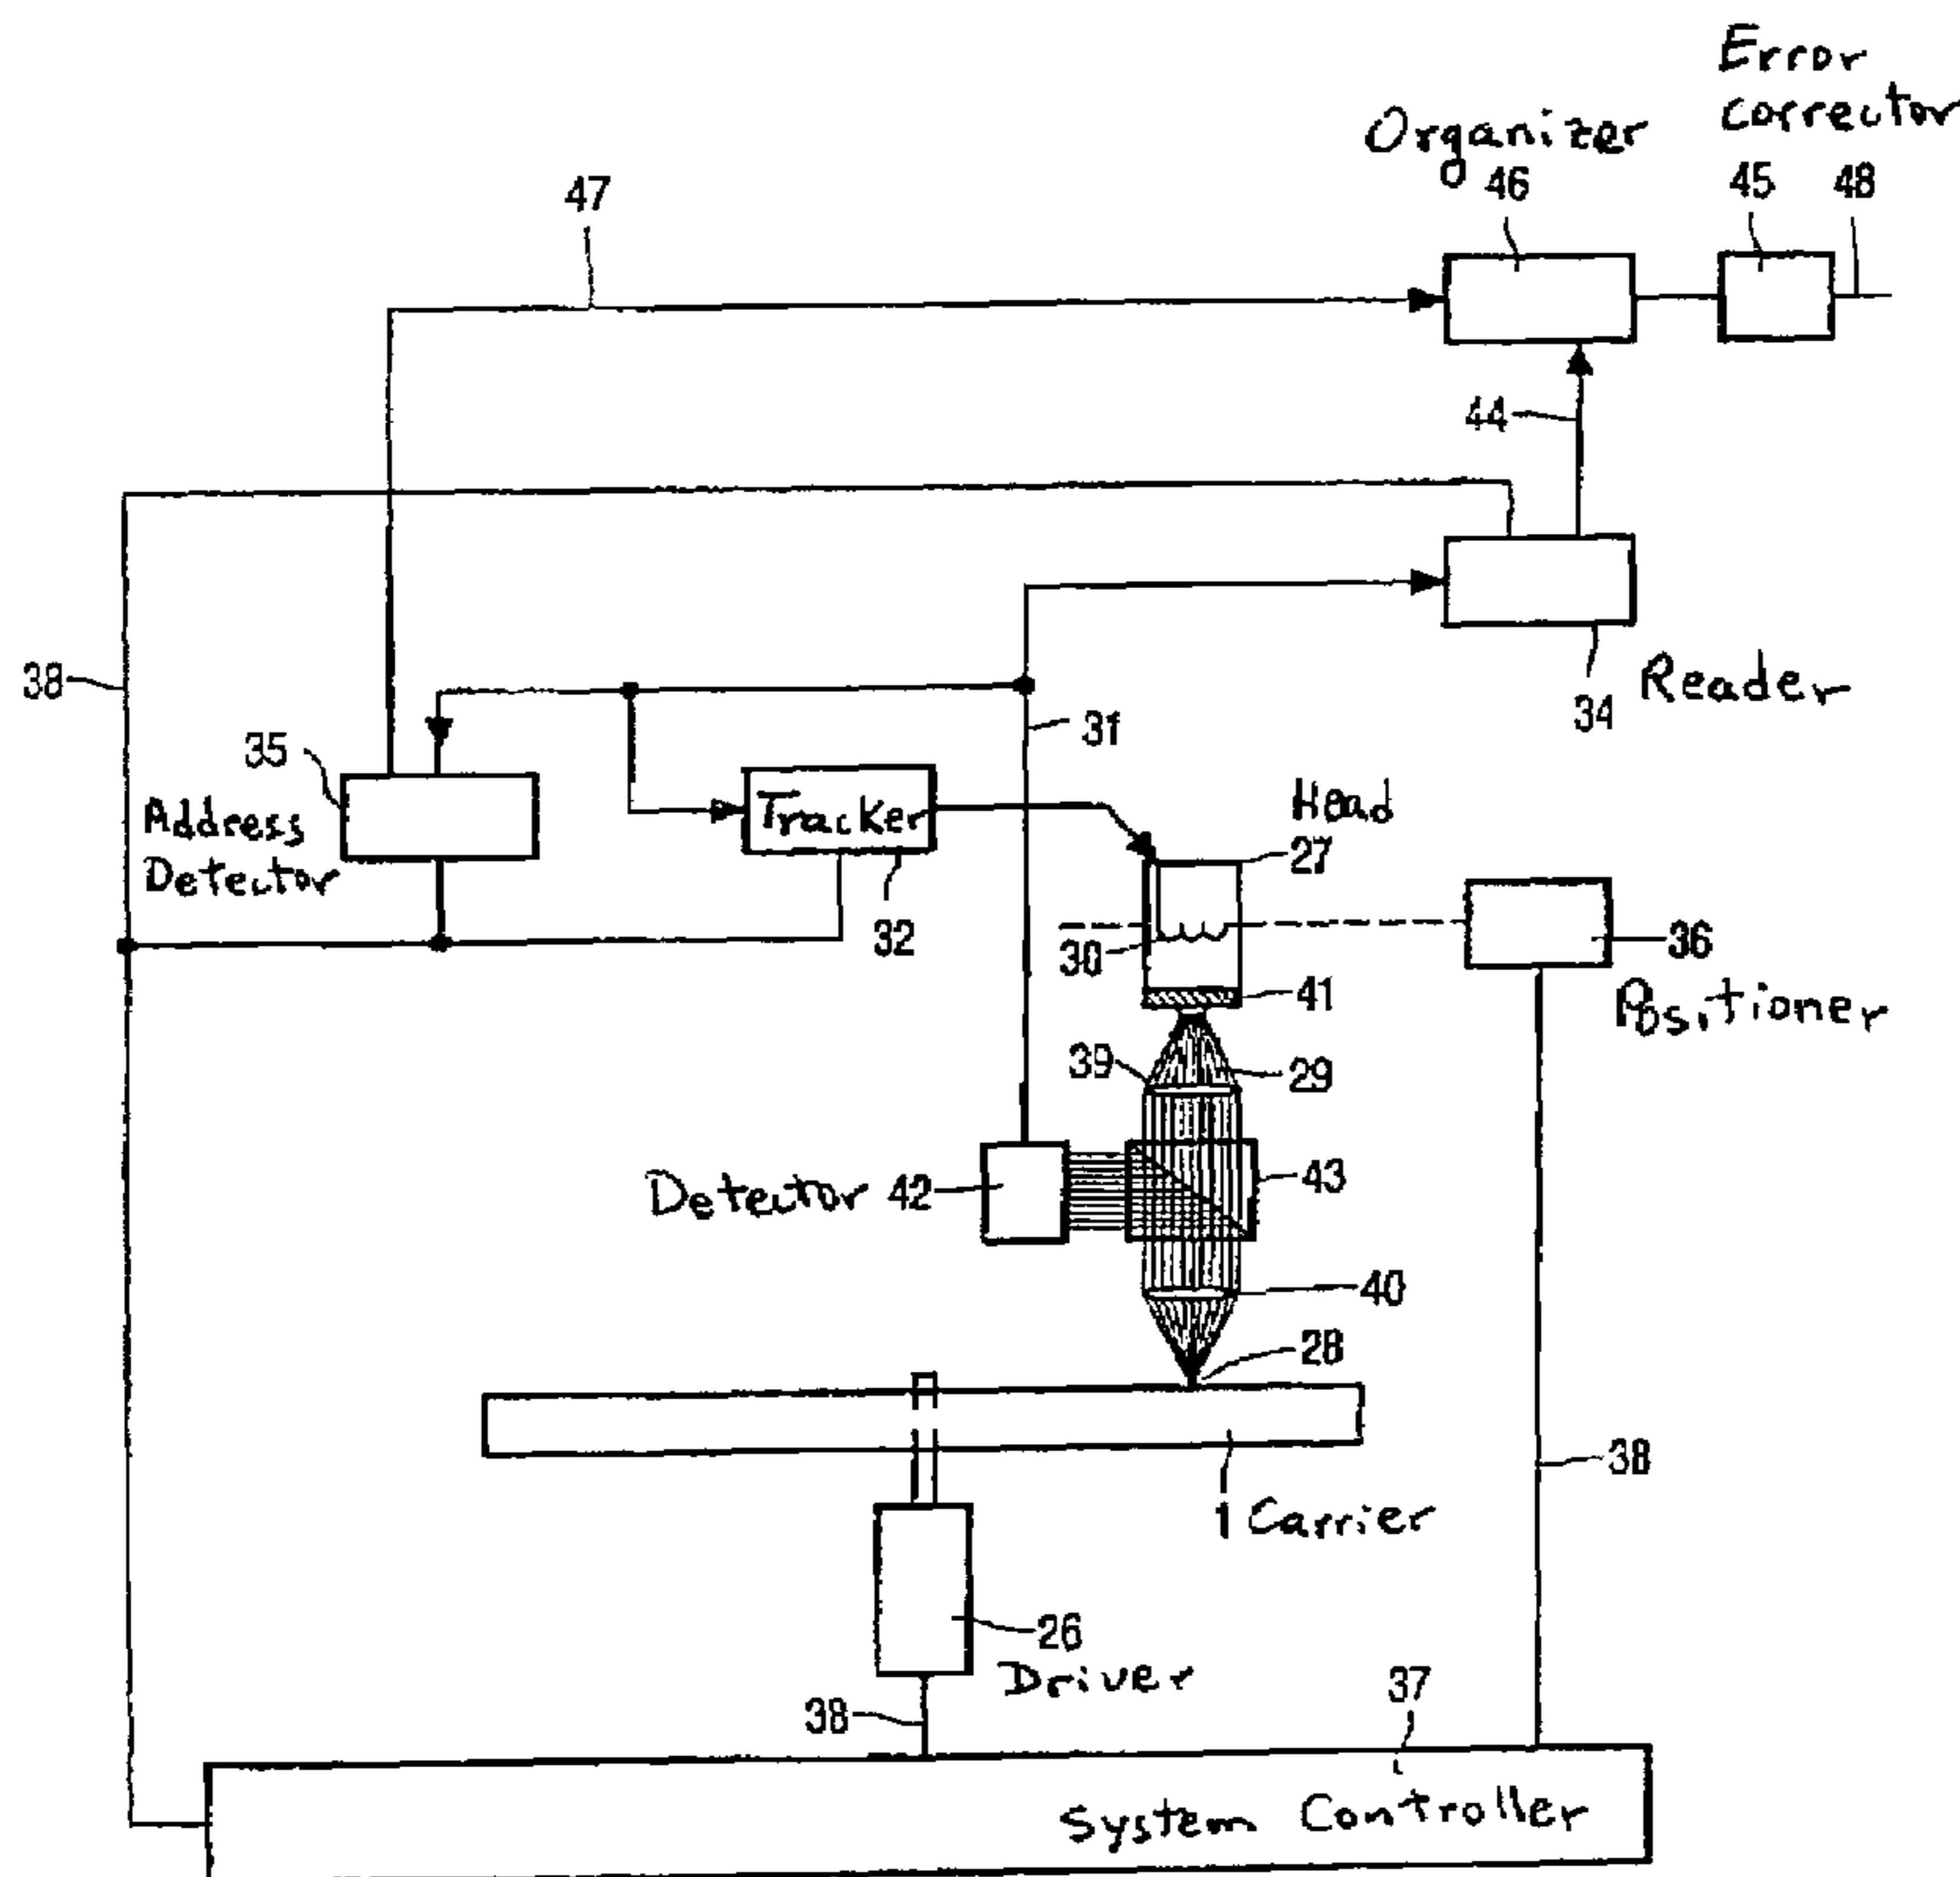 Error
corrector
Organizer
46
45
48
47
44
38
31
34
Reader
35
Address
Detector
Tracker
32
Head
27
30
36
Positioner
41
39
29
Detector 42
43
40
28
38
1 Carrier
26
Driver
38
37
System Controller